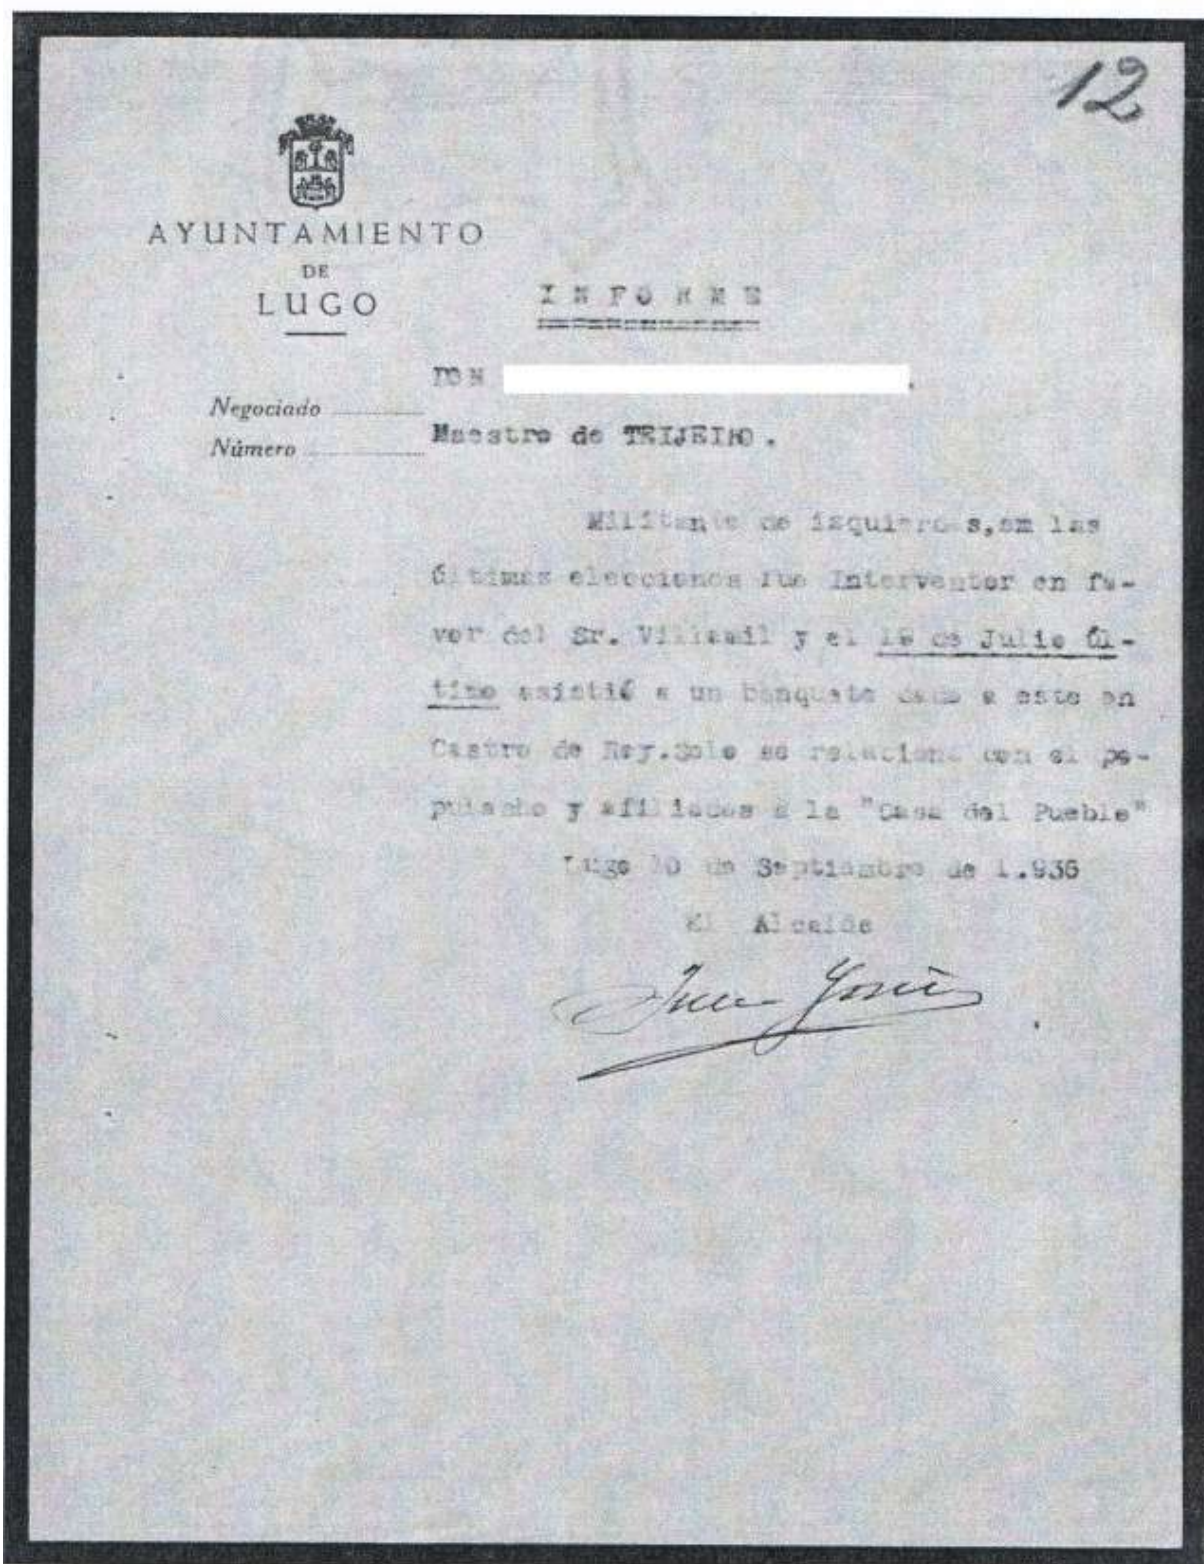 12
AYUNTAMIENTO
DE
LUGO
INFORME
DON
Negociado
Maestro de TEIJEIRO.
Número
Militante de izquierdas, en las
últimas elecciones fue Interventor en fa-
vor del Sr. Villamil y el de Julio Úl-
timo asistió a un banquete dado a este en
Castro de Rey. Solo se relaciona con el po-
pulacho y afiliados a la "Casa del Pueblo"
Lugo 10 de Septiembre de 1.936
El Alcalde